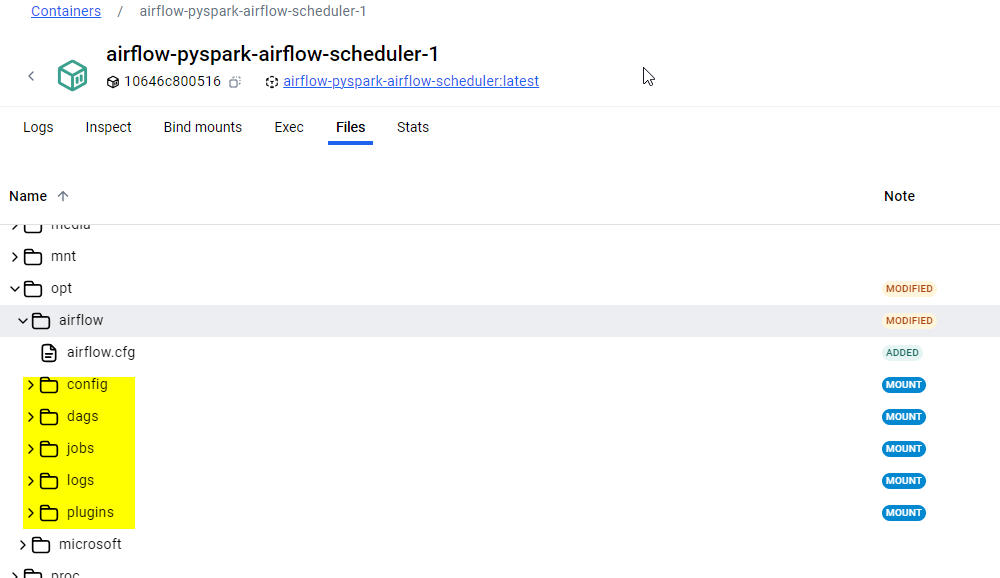 Containers / airflow-pyspark-airflow-scheduler-1
airflow-pyspark-airflow-scheduler-1
10646c800516 airflow-pyspark-airflow-scheduler:latest
Logs Inspect Bind mounts Exec Files Stats
Name Note
media
mnt
opt MODIFIED
airflow MODIFIED
airflow.cfg ADDED
config MOUNT
dags MOUNT
jobs MOUNT
logs MOUNT
plugins MOUNT
microsoft
proc